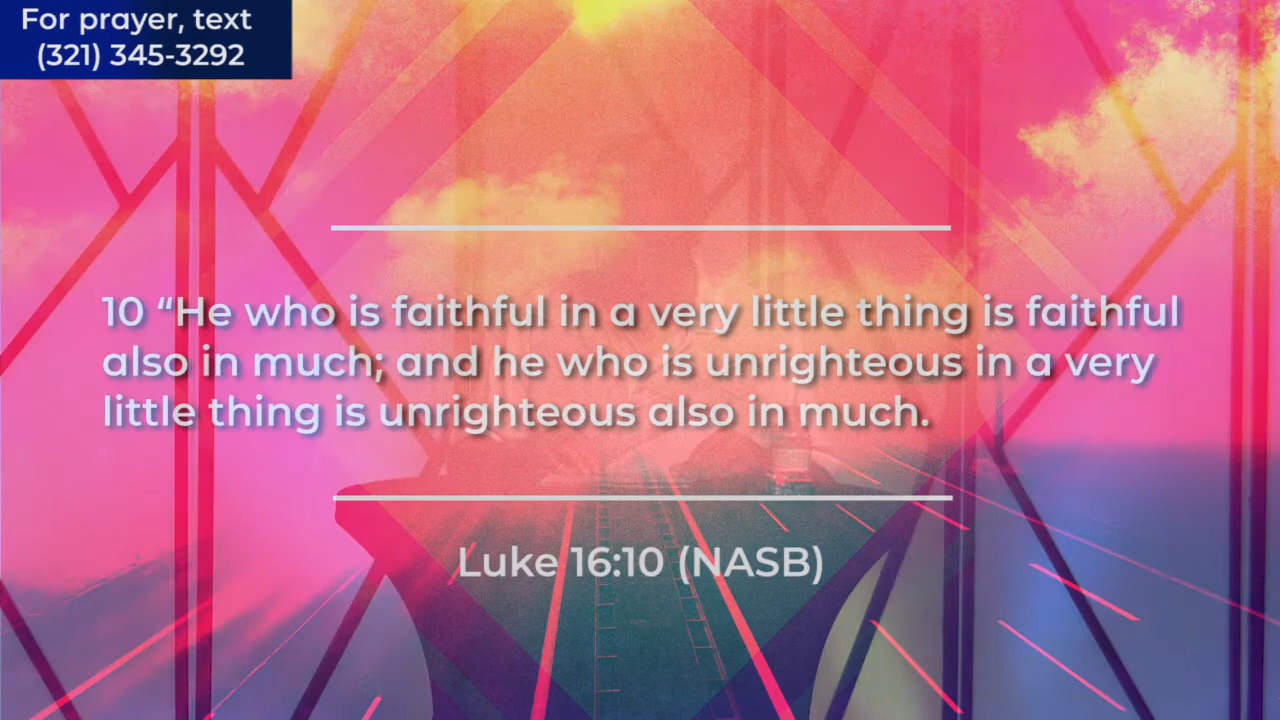 For prayer, text
(321) 345-3292
10 “He who is faithful in a very little thing is faithful
also in much; and he who is unrighteous in a very
little thing is unrighteous also in much.
Luke 16:10 (NASB)